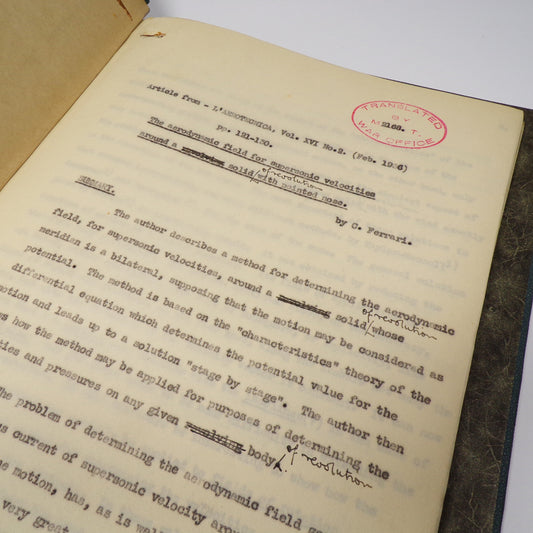 Article from - L'AEROTECNICA, Vol. XVI No.2. (Feb. 1936)
TRANSLATED
BY
M. I. T.
WAR OFFICE
pp. 121-130.
The aerodynamic field for supersonic velocities
around a revolving solid of revolution with pointed nose.
by C. Ferrari.
SUMMARY.
The author describes a method for determining the aerodynamic
field, for supersonic velocities, around a revolving solid of revolution whose
meridian is a bilateral, supposing that the motion may be considered as
potential. The method is based on the "characteristics" theory of the
differential equation which determines the potential value for the
motion and leads up to a solution "stage by stage". The author then
how the method may be applied for purposes of determining the
ties and pressures on any given revolving body of revolution
The problem of determining the aerodynamic field
current of supersonic velocity
motion, has, as is
very great